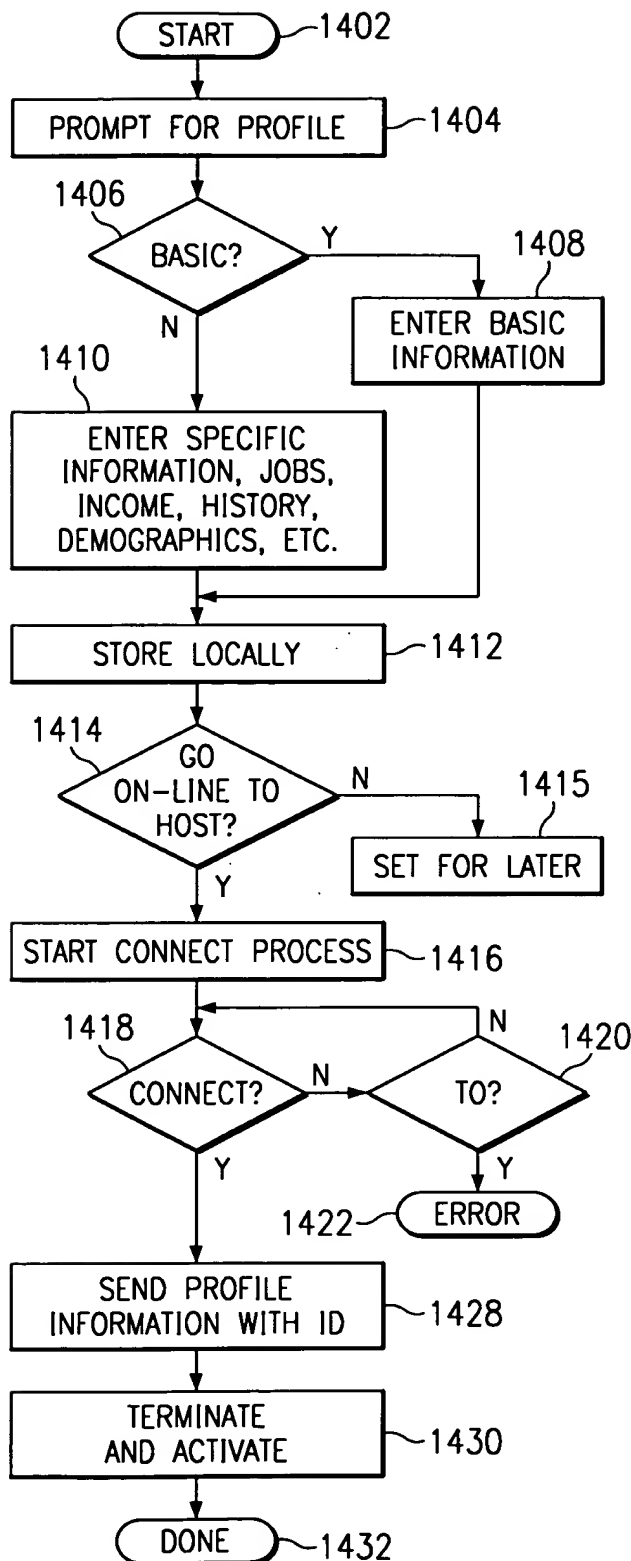 START
1402
PROMPT FOR PROFILE
1404
1406
BASIC?
Y
N
1408
ENTER BASIC
INFORMATION
1410
ENTER SPECIFIC
INFORMATION, JOBS,
INCOME, HISTORY,
DEMOGRAPHICS, ETC.
STORE LOCALLY
1412
1414
GO
ON-LINE TO
HOST?
N
Y
1415
SET FOR LATER
START CONNECT PROCESS
1416
1418
CONNECT?
N
Y
N
1420
TO?
Y
1422
ERROR
SEND PROFILE
INFORMATION WITH ID
1428
TERMINATE
AND ACTIVATE
1430
DONE
1432